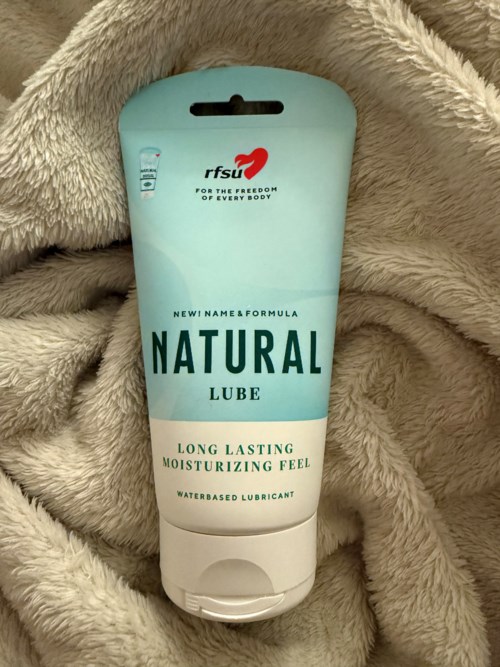 rfsu
FOR THE FREEDOM
OF EVERY BODY
NEW! NAME & FORMULA
NATURAL
LUBE
LONG LASTING
MOISTURIZING FEEL
WATERBASED LUBRICANT